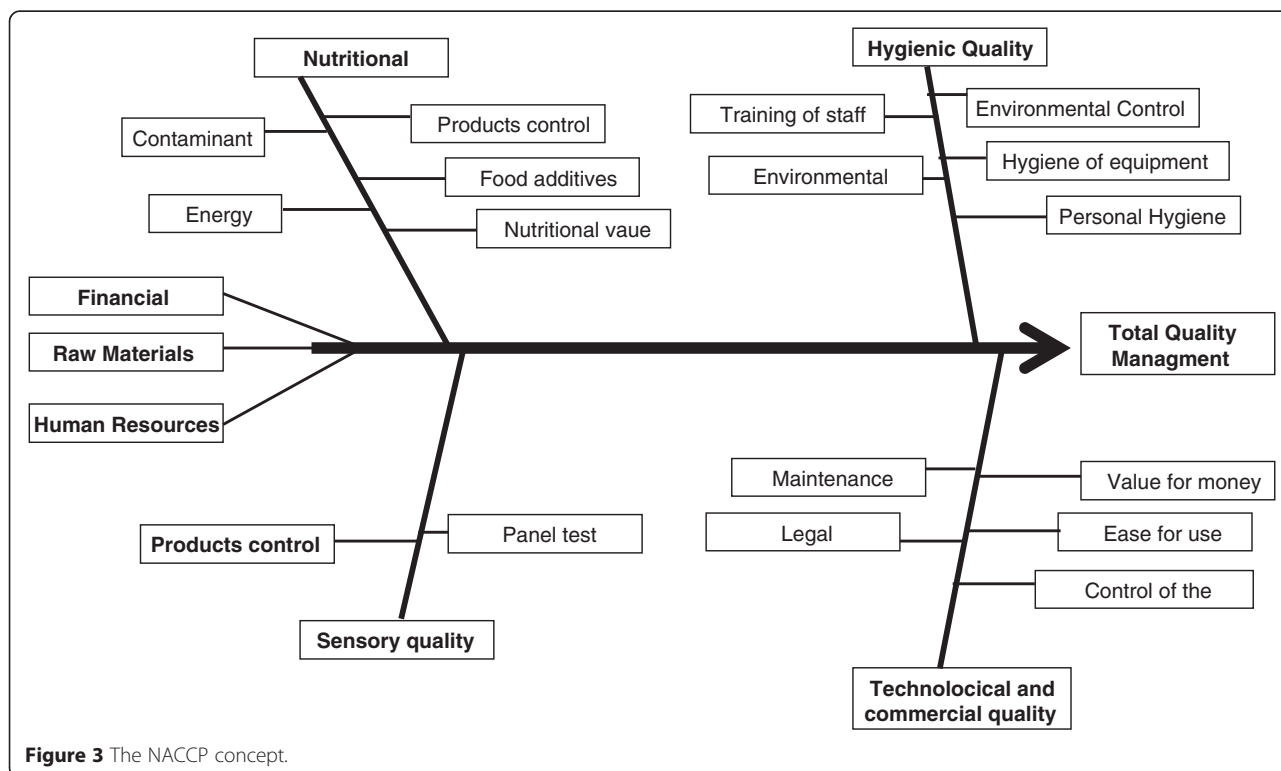 Nutritional
Hygienic Quality
Contaminant
Products control
Training of staff
Environmental Control
Food additives
Environmental
Hygiene of equipment
Energy
Nutritional vaue
Personal Hygiene
Financial
Raw Materials
Human Resources
Total Quality
Managment
Maintenance
Value for money
Products control
Panel test
Legal
Ease for use
Control of the
Sensory quality
Technolocical and
commercial quality
Figure 3 The NACCP concept.